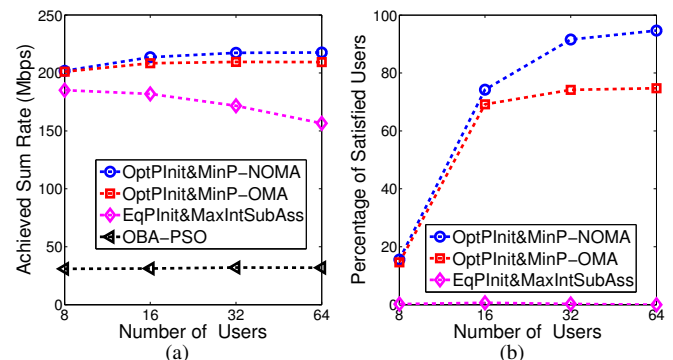 250
200
150
100
50
0
Achieved Sum Rate (Mbps)
OptPInit&MinP−NOMA
OptPInit&MinP−OMA
EqPInit&MaxIntSubAss
OBA−PSO
8 16 32 64
Number of Users
(a)
100
80
60
40
20
0
Percentage of Satisfied Users
OptPInit&MinP−NOMA
OptPInit&MinP−OMA
EqPInit&MaxIntSubAss
8 16 32 64
Number of Users
(b)